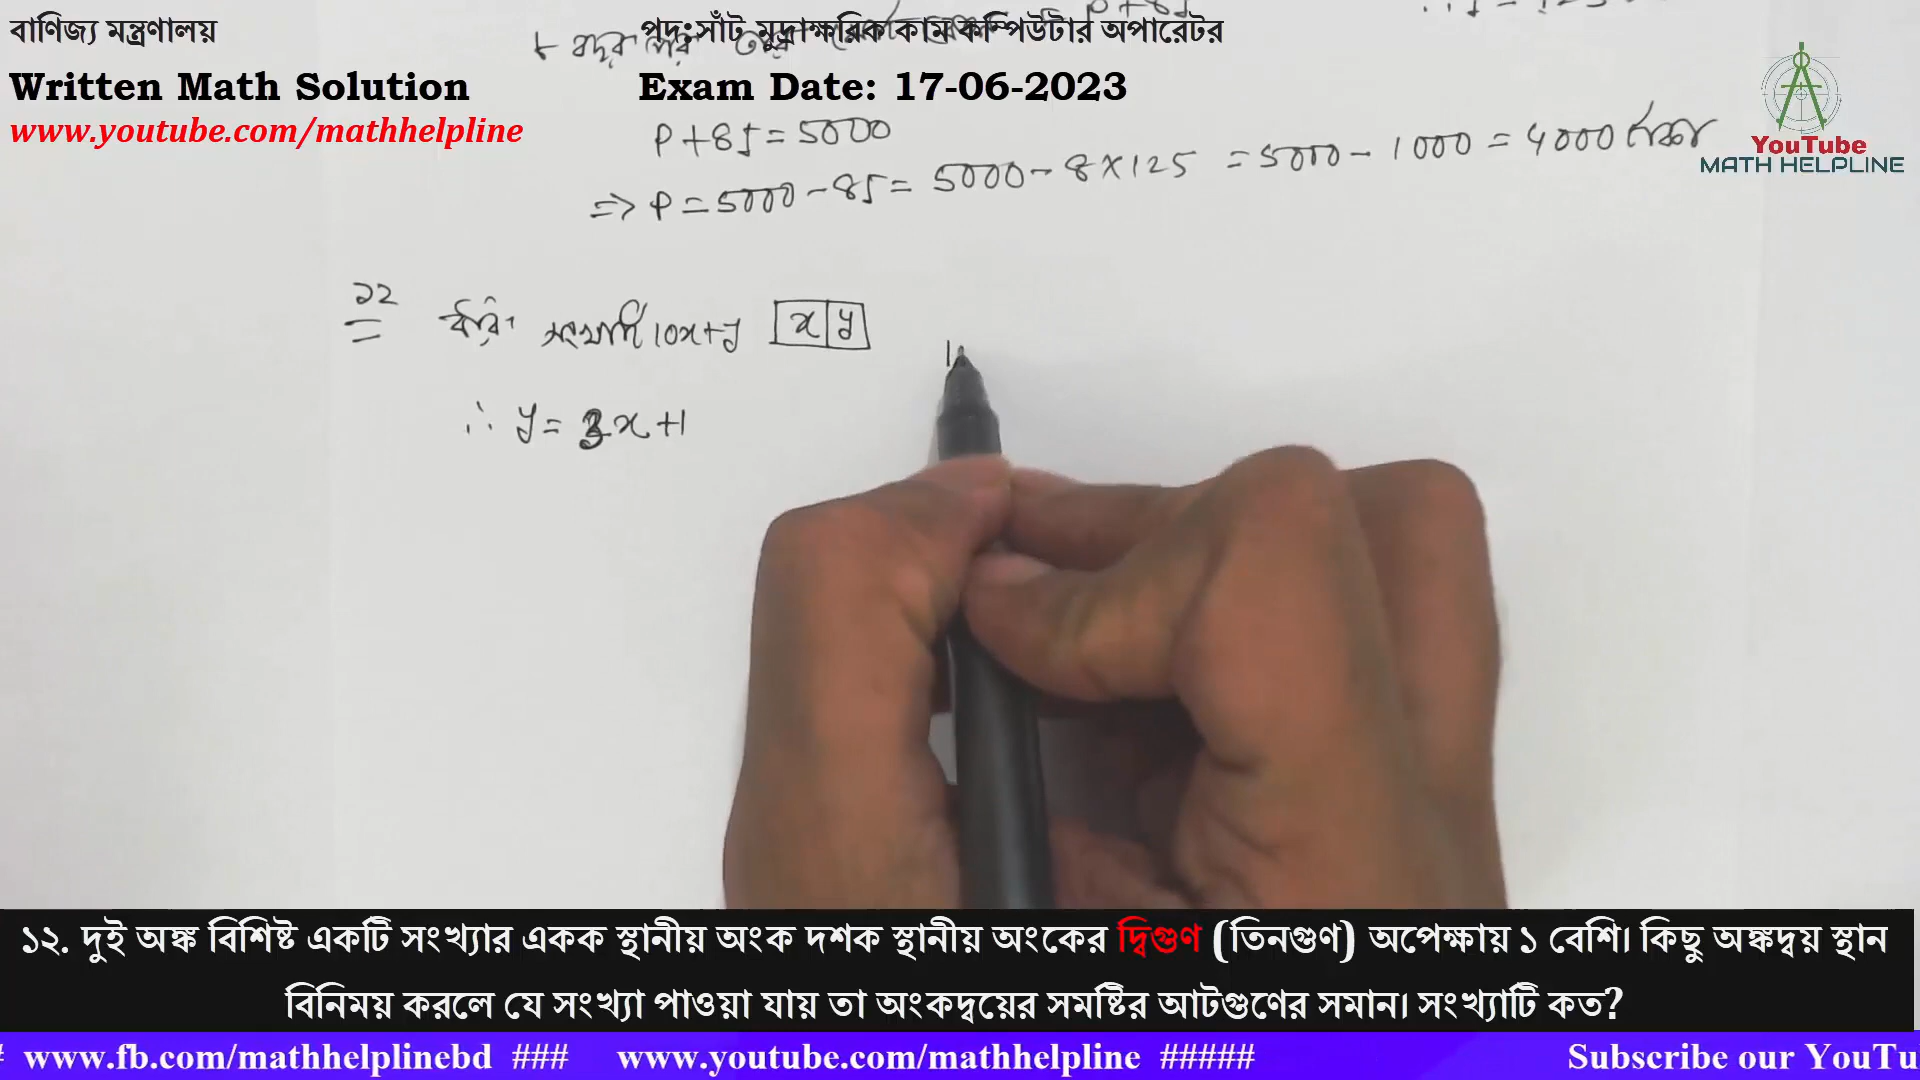 বাণিজ্য মন্ত্রণালয়
পদ:সাঁট মুদ্রাক্ষরিক কাম কম্পিউটার অপারেটর
Written Math Solution
Exam Date: 17-06-2023
www.youtube.com/mathhelpline
YouTube
MATH HELPLINE
P+8J=5000
=> P=5000-8J= 5000-8×125 =5000-1000=4000 টাকা
১২ ধরি, সংখ্যাটি 10x+y x y
∴ y= 3x+1
১২. দুই অঙ্ক বিশিষ্ট একটি সংখ্যার একক স্থানীয় অংক দশক স্থানীয় অংকের দ্বিগুণ (তিনগুণ) অপেক্ষায় ১ বেশি। কিছু অঙ্কদ্বয় স্থান
বিনিময় করলে যে সংখ্যা পাওয়া যায় তা অংকদ্বয়ের সমষ্টির আটগুণের সমান। সংখ্যাটি কত?
www.fb.com/mathhelplinebd ### www.youtube.com/mathhelpline ##### Subscribe our YouTu